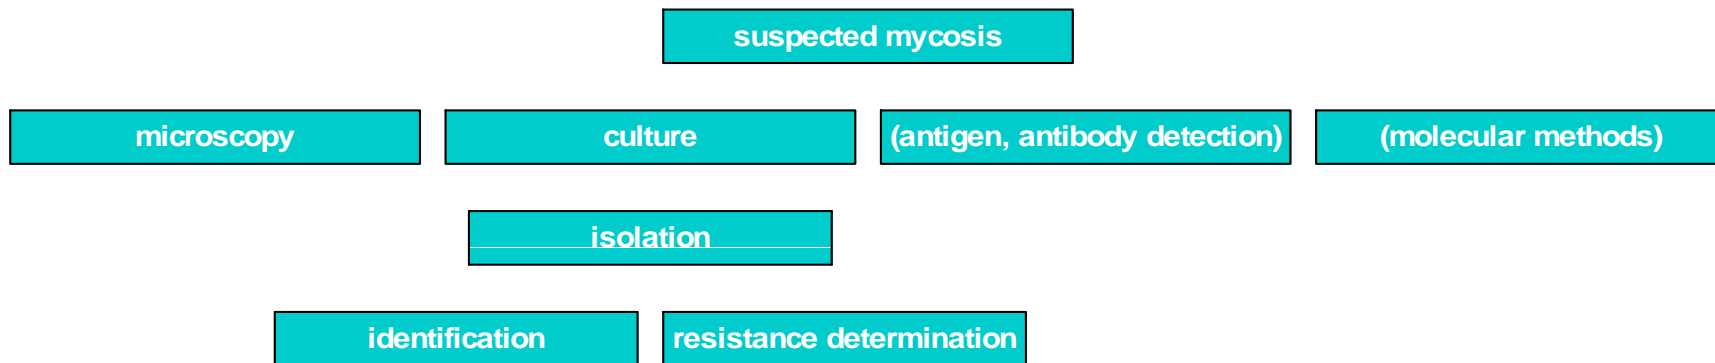 suspected mycosis
microscopy
culture
(antigen, antibody detection)
(molecular methods)
isolation
identification
resistance determination